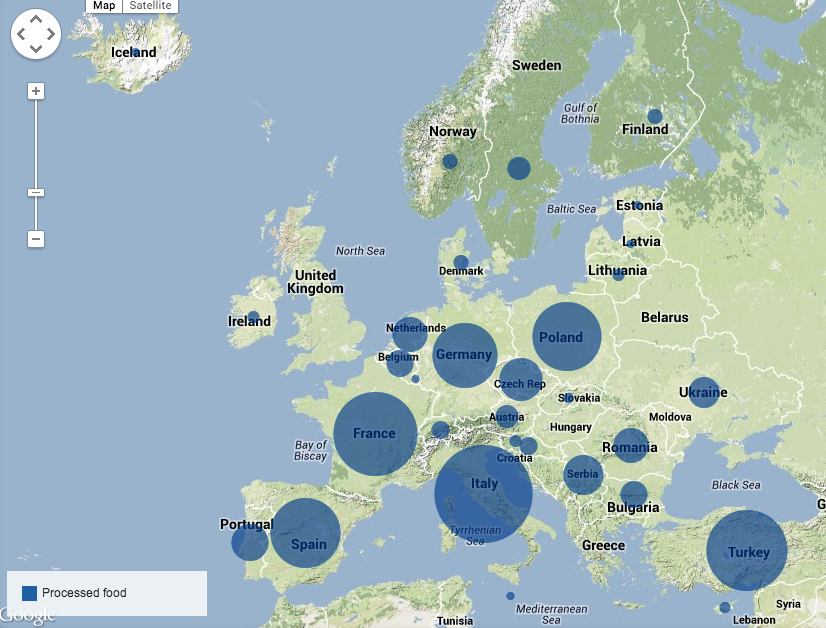 Map
Satellite
Iceland
Sweden
Gulf of
Bothnia
Norway
Finland
Estonia
Baltic Sea
Latvia
North Sea
Denmark
Lithuania
United
Kingdom
Ireland
Netherlands
Belarus
Poland
Belgium
Germany
Czech Rep
Ukraine
Slovakia
Austria
Moldova
Hungary
France
Bay of
Biscay
Croatia
Romania
Italy
Serbia
Black Sea
Bulgaria
G
Portugal
Spain
Tyrrhenian
Sea
Greece
Turkey
Processed food
Google
Tunisia
Mediterranean
Sea
Syria
Lebanon
+
−